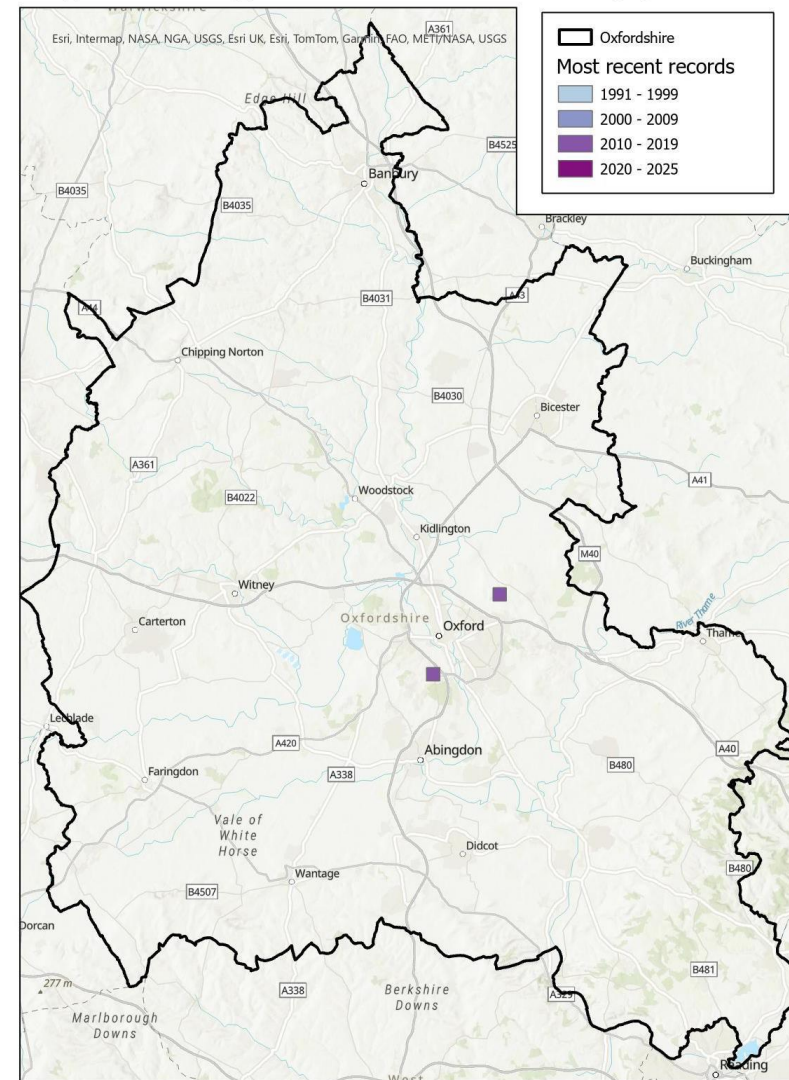 Warwickshire
A361
Esri, Intermap, NASA, NGA, USGS, Esri UK, Esri, TomTom, Garmin, FAO, METI/NASA, USGS
Oxfordshire
Most recent records
1991 - 1999
2000 - 2009
2010 - 2019
2020 - 2025
Edge Hill
B4525
Banbury
B4035
B4035
Brackley
Buckingham
A44
B4031
A43
Chipping Norton
B4030
Bicester
A361
A41
B4022
Woodstock
Kidlington
M40
Witney
Carterton
Oxfordshire
Oxford
River Thame
Thame
Lechlade
A420
Abingdon
A40
Faringdon
A338
B480
Vale of
White
Horse
Didcot
Wantage
B480
B4507
Dorcan
277 m
A338
Berkshire
Downs
A329
B481
Marlborough
Downs
Reading
West